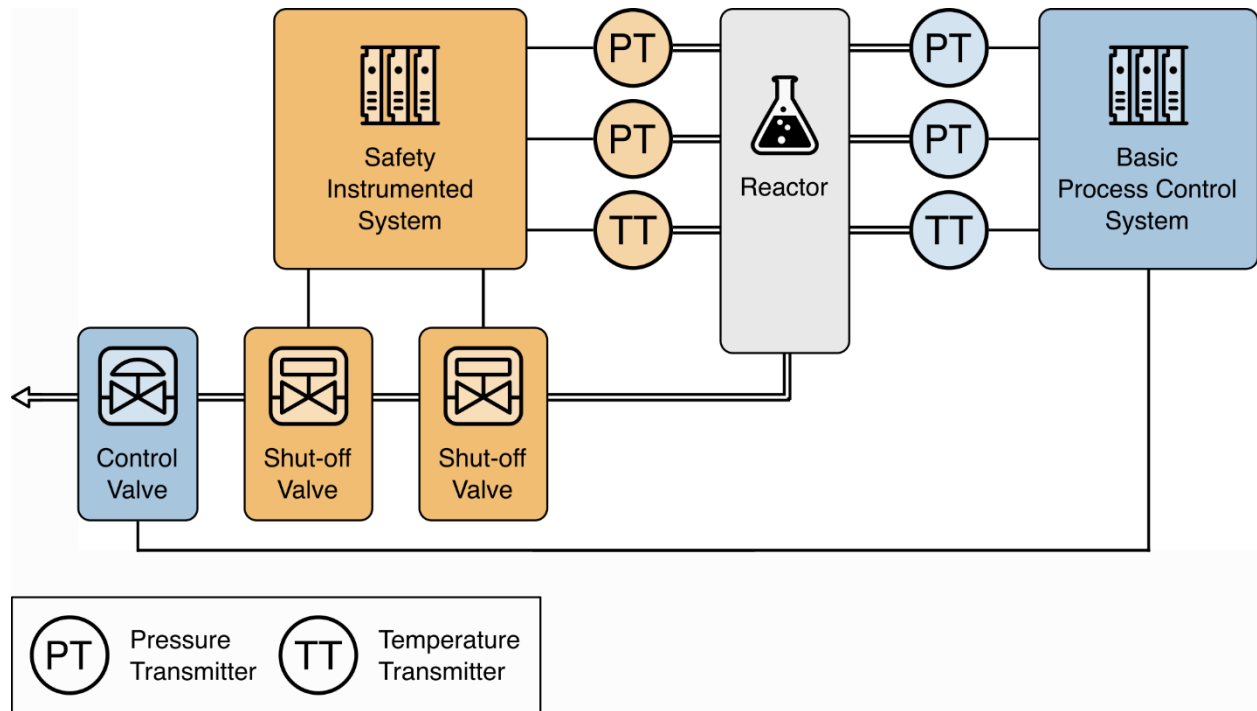 PT
PT
PT
PT
TT
TT
Safety
Instrumented
System
Reactor
Basic
Process Control
System
Control
Valve
Shut-off
Valve
Shut-off
Valve
PT
Pressure
Transmitter
TT
Temperature
Transmitter